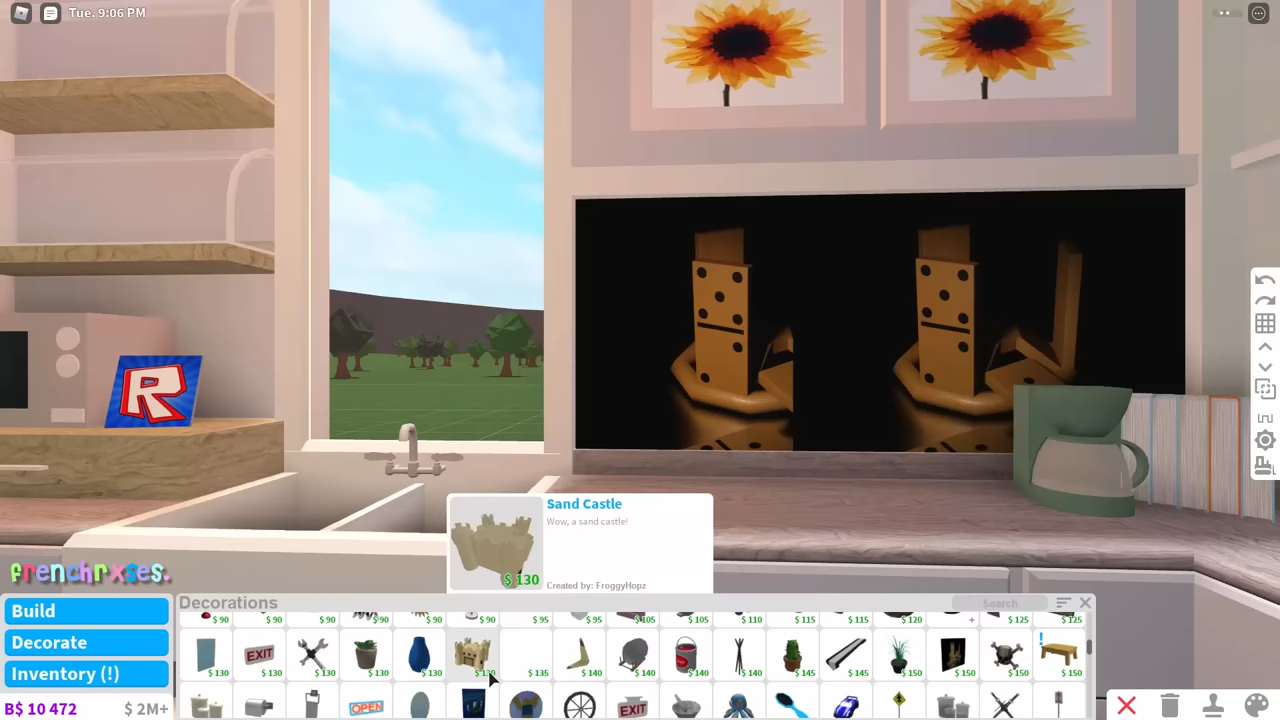 Tue. 9:06 PM
R
Sand Castle
Wow, a sand castle!
$ 130
Created by: FroggyHopz
frenchrxses.
Build
Decorate
Inventory (!)
B$ 10 472 $ 2M+
Decorations Search
$ 90 $ 90 $ 90 $ 90 $ 90 $ 90 $ 95 $ 95 $ 105 $ 105 $ 110 $ 115 $ 115 $ 120 + $ 125 $ 125
EXIT !
$ 130 $ 130 $ 130 $ 130 $ 130 $ 130 $ 135 $ 140 $ 140 $ 140 $ 140 $ 145 $ 145 $ 150 $ 150 $ 150 $ 150
OPEN EXIT